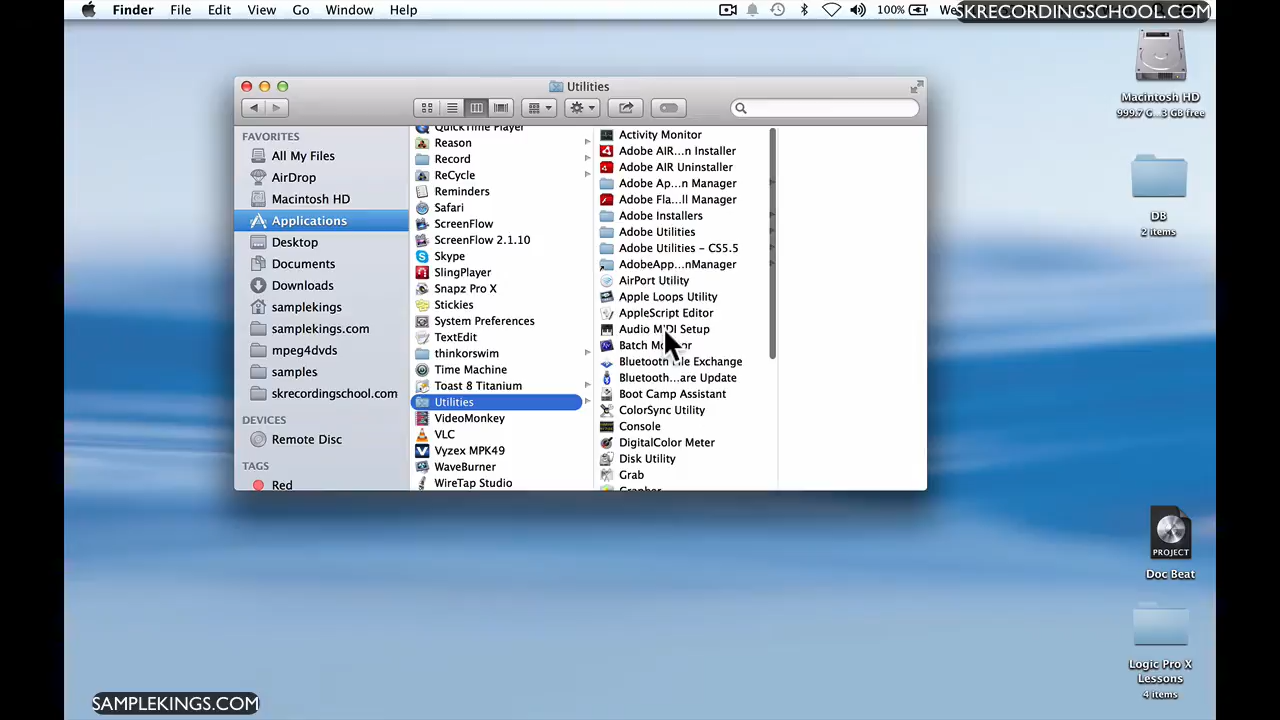 Finder File Edit View Go Window Help 100% We
SKRECORDINGSCHOOL.COM
Utilities
FAVORITES
All My Files
AirDrop
Macintosh HD
Applications
Desktop
Documents
Downloads
samplekings
samplekings.com
mpeg4dvds
samples
skrecordingschool.com
DEVICES
Remote Disc
TAGS
Red
QuickTime Player
Reason
Record
ReCycle
Reminders
Safari
ScreenFlow
ScreenFlow 2.1.10
Skype
SlingPlayer
Snapz Pro X
Stickies
System Preferences
TextEdit
thinkorswim
Time Machine
Toast 8 Titanium
Utilities
VideoMonkey
VLC
Vyzex MPK49
WaveBurner
WireTap Studio
Activity Monitor
Adobe AIR...n Installer
Adobe AIR Uninstaller
Adobe Ap...n Manager
Adobe Fla...ll Manager
Adobe Installers
Adobe Utilities
Adobe Utilities – CS5.5
AdobeApp...nManager
AirPort Utility
Apple Loops Utility
AppleScript Editor
Audio MIDI Setup
Batch
Bluetooth File Exchange
Bluetooth...are Update
Boot Camp Assistant
ColorSync Utility
Console
DigitalColor Meter
Disk Utility
Grab
Grapher
Macintosh HD
999.7 G...3 GB free
DB
2 items
PROJECT
Doc Beat
Logic Pro X
Lessons
4 items
SAMPLEKINGS.COM